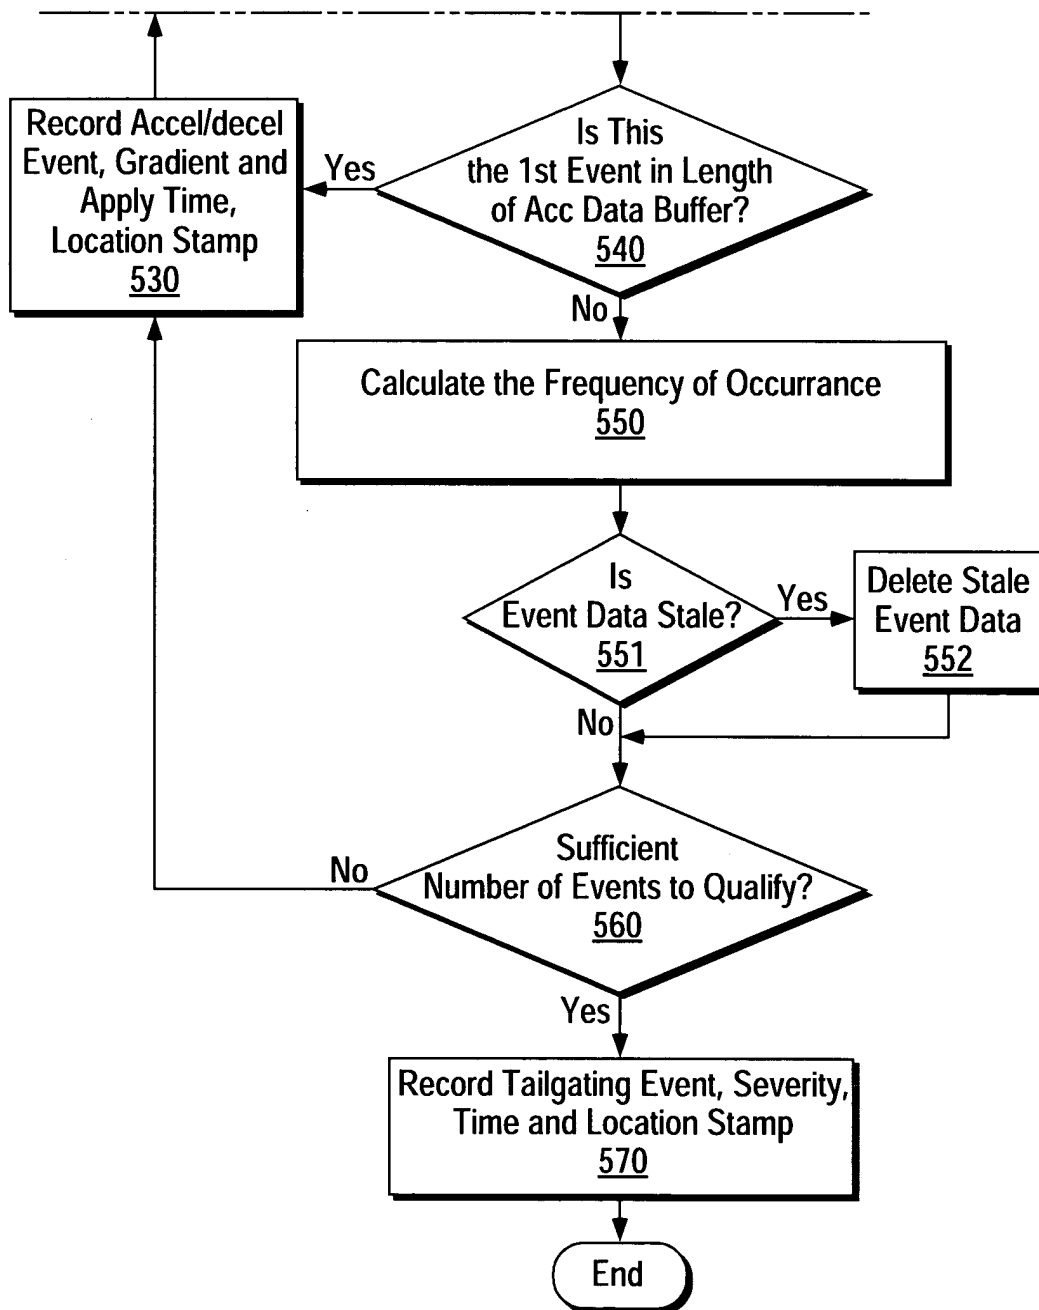 Record Accel/decel
Event, Gradient and
Apply Time,
Location Stamp
530
Yes
Is This
the 1st Event in Length
of Acc Data Buffer?
540
No
Calculate the Frequency of Occurrance
550
Is
Event Data Stale?
551
Yes
Delete Stale
Event Data
552
No
Sufficient
Number of Events to Qualify?
560
No
Yes
Record Tailgating Event, Severity,
Time and Location Stamp
570
End